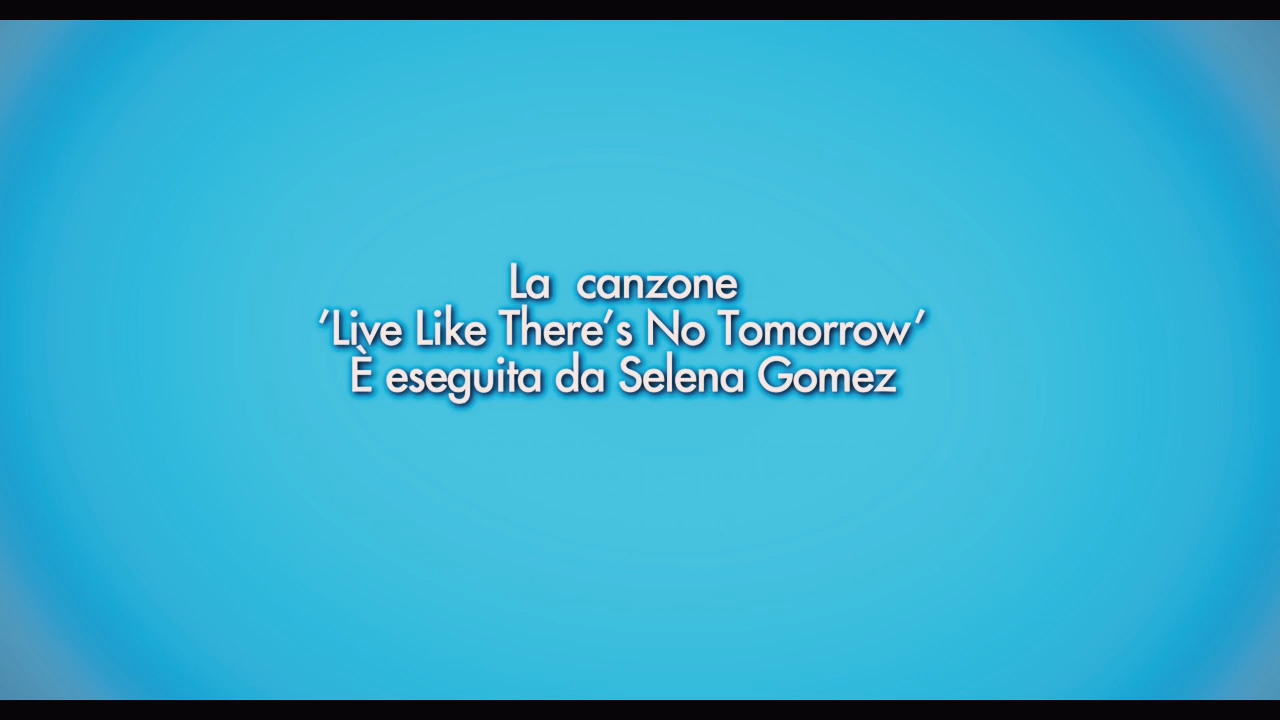 La canzone
'Live Like There's No Tomorrow'
È eseguita da Selena Gomez